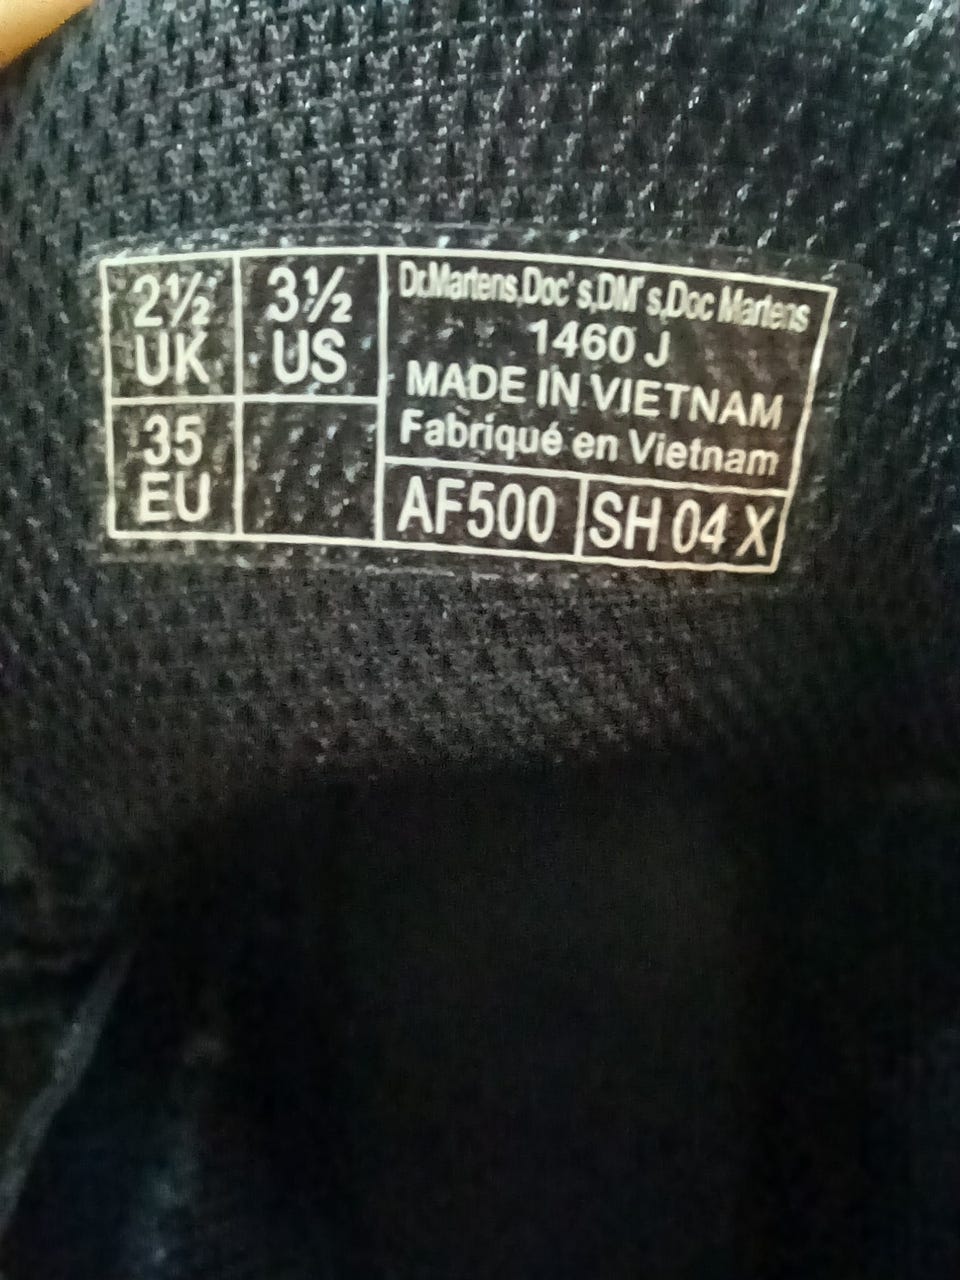 2½
UK
3½
US
35
EU
Dr.Martens,Doc's,DM's,Doc Martens
1460 J
MADE IN VIETNAM
Fabriqué en Vietnam
AF500
SH 04 X